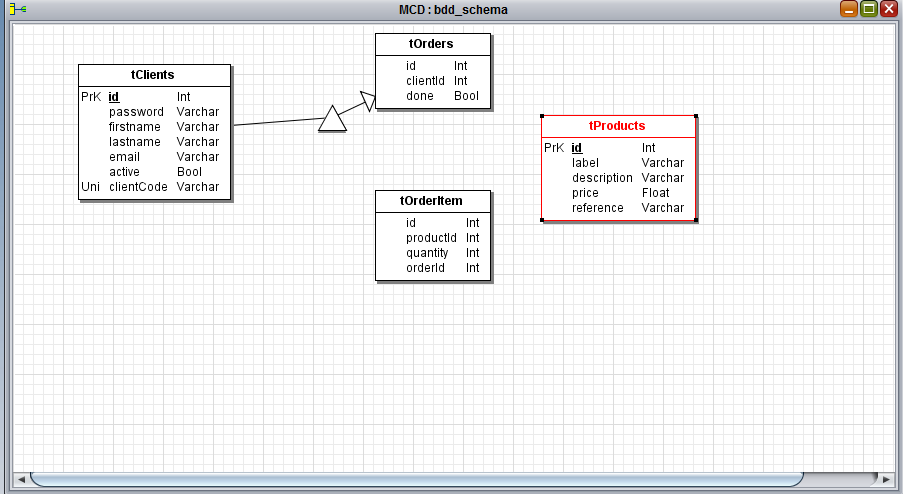 MCD : bdd_schema
tClients
PrK id Int
password Varchar
firstname Varchar
lastname Varchar
email Varchar
active Bool
Uni clientCode Varchar
tOrders
id Int
clientId Int
done Bool
tOrderItem
id Int
productId Int
quantity Int
orderId Int
tProducts
PrK id Int
label Varchar
description Varchar
price Float
reference Varchar